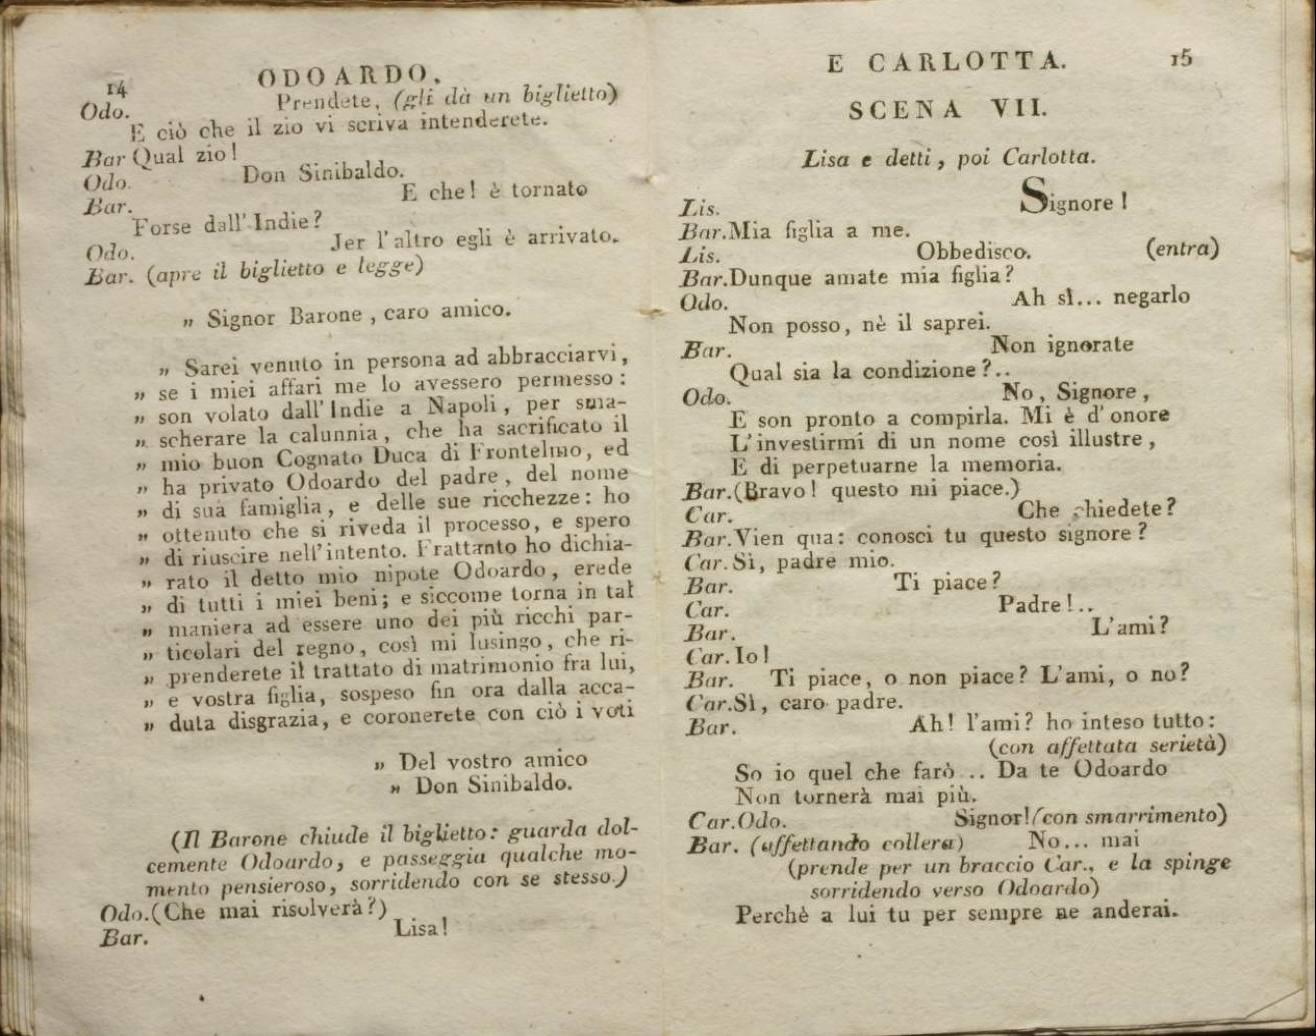 14
ODOARDO.
Odo. Prendete, (gli dà un biglietto)
E ciò che il zio vi scriva intenderete.
Bar Qual zio!
Odo. Don Sinibaldo.
Bar. E che! è tornato
Forse dall'Indie?
Odo. Jer l'altro egli è arrivato.
Bar. (apre il biglietto e legge)
„ Signor Barone, caro amico.
„ Sarei venuto in persona ad abbracciarvi,
„ se i miei affari me lo avessero permesso:
„ son volato dall'Indie a Napoli, per sma-
„ scherare la calunnia, che ha sacrificato il
„ mio buon Cognato Duca di Frontelmo, ed
„ ha privato Odoardo del padre, del nome
„ di sua famiglia, e delle sue ricchezze: ho
„ ottenuto che si riveda il processo, e spero
„ di riuscire nell'intento. Frattanto ho dichia-
„ rato il detto mio nipote Odoardo, erede
„ di tutti i miei beni; e siccome torna in tal
„ maniera ad essere uno dei più ricchi par-
„ ticolari del regno, così mi lusingo, che ri-
„ prenderete il trattato di matrimonio fra lui,
„ e vostra figlia, sospeso fin ora dalla acca-
„ duta disgrazia, e coronerete con ciò i voti
„ Del vostro amico
„ Don Sinibaldo.
(Il Barone chiude il biglietto: guarda dol-
cemente Odoardo, e passeggia qualche mo-
mento pensieroso, sorridendo con se stesso.)
Odo.(Che mai risolverà?)
Bar. Lisa!
E CARLOTTA.
15
SCENA VII.
Lisa e detti, poi Carlotta.
Lis. Signore!
Bar.Mia figlia a me.
Lis. Obbedisco. (entra)
Bar.Dunque amate mia figlia?
Odo. Ah sì... negarlo
Non posso, nè il saprei.
Bar. Non ignorate
Qual sia la condizione?..
Odo. No, Signore,
E son pronto a compirla. Mi è d'onore
L'investirmi di un nome così illustre,
E di perpetuarne la memoria.
Bar.(Bravo! questo mi piace.)
Car. Che chiedete?
Bar.Vien qua: conosci tu questo signore?
Car.Sì, padre mio.
Bar. Ti piace?
Car. Padre!..
Bar. L'ami?
Car.Io!
Bar. Ti piace, o non piace? L'ami, o no?
Car.Sì, caro padre.
Bar. Ah! l'ami? ho inteso tutto:
(con affettata serietà)
So io quel che farò .. Da te Odoardo
Non tornerà mai più.
Car.Odo. Signor!(con smarrimento)
Bar. (affettando collera) No... mai
(prende per un braccio Car., e la spinge
sorridendo verso Odoardo)
Perchè a lui tu per sempre ne anderai.